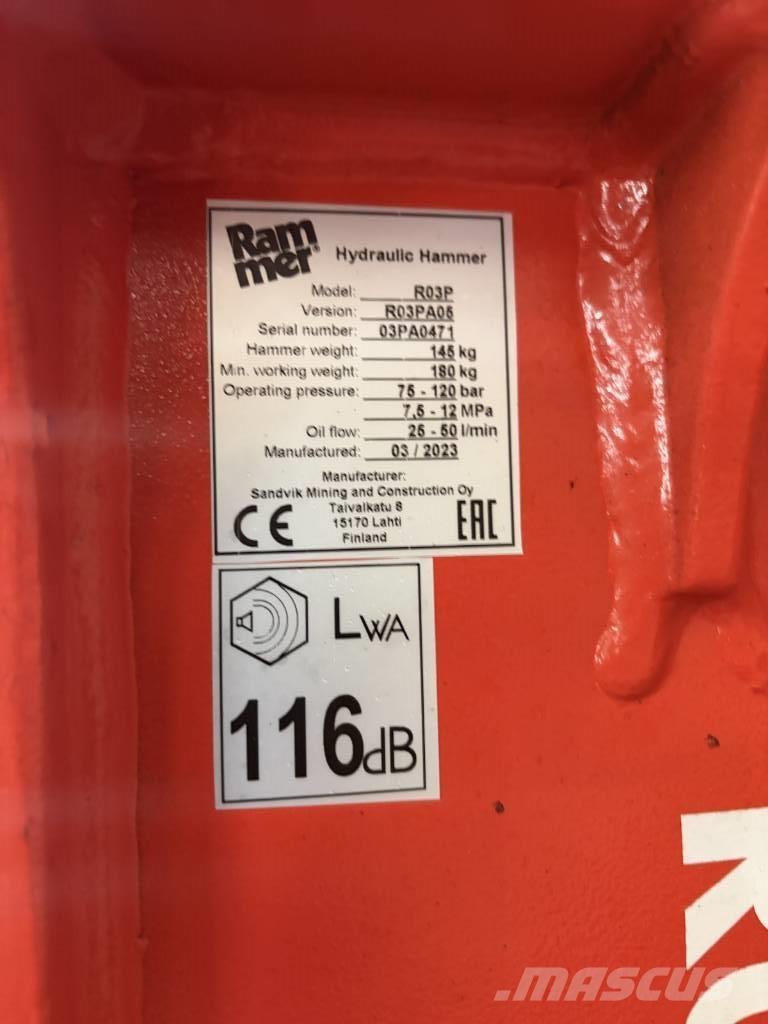 Rammer® Hydraulic Hammer
Model: R03P
Version: R03PA05
Serial number: 03PA0471
Hammer weight: 145 kg
Min. working weight: 180 kg
Operating pressure: 75 - 120 bar
7,5 - 12 MPa
Oil flow: 25 - 50 l/min
Manufactured: 03 / 2023
Manufacturer:
Sandvik Mining and Construction Oy
Taivalkatu 8
15170 Lahti
Finland
CE EAC
LWA
116dB
.mascus